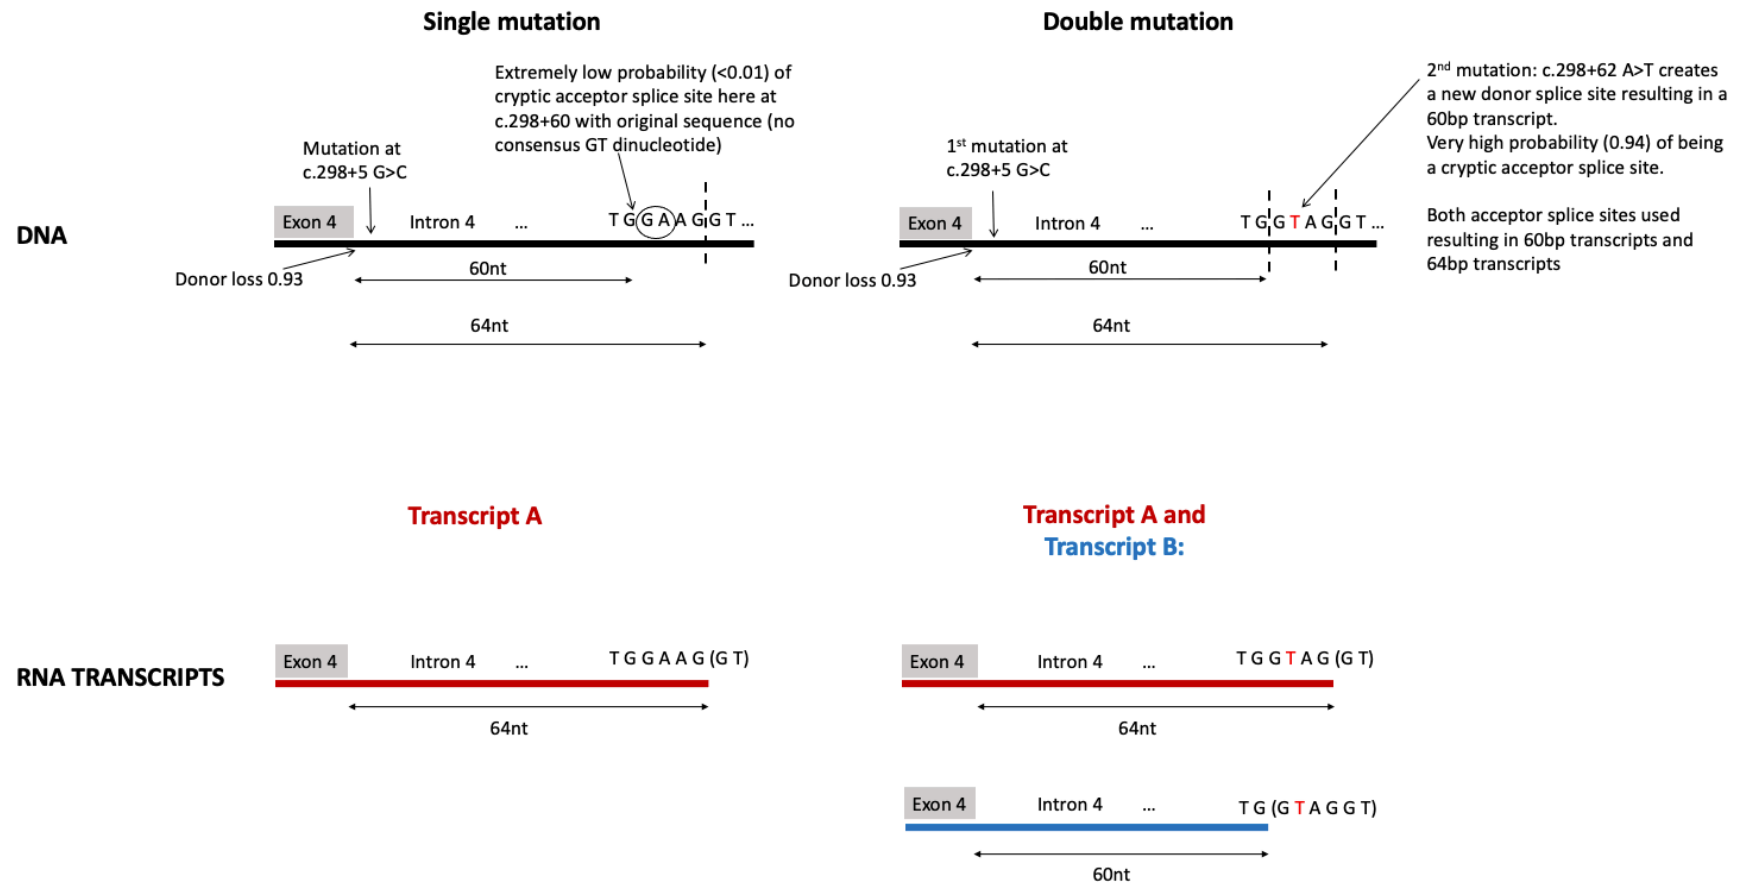 Single mutation
Double mutation
Extremely low probability (<0.01) of
cryptic acceptor splice site here at
c.298+60 with original sequence (no
consensus GT dinucleotide)
Mutation at
c.298+5 G>C
1st mutation at
c.298+5 G>C
2nd mutation: c.298+62 A>T creates
a new donor splice site resulting in a
60bp transcript.
Very high probability (0.94) of being
a cryptic acceptor splice site.
Both acceptor splice sites used
resulting in 60bp transcripts and
64bp transcripts
DNA
Exon 4
Intron 4
...
T G G A A G G T ...
Donor loss 0.93
60nt
64nt
Exon 4
Intron 4
...
T G G T A G G T ...
Donor loss 0.93
60nt
64nt
Transcript A
Transcript A and
Transcript B:
RNA TRANSCRIPTS
Exon 4
Intron 4
...
T G G A A G (G T)
64nt
Exon 4
Intron 4
...
T G G T A G (G T)
64nt
Exon 4
Intron 4
...
T G (G T A G G T)
60nt